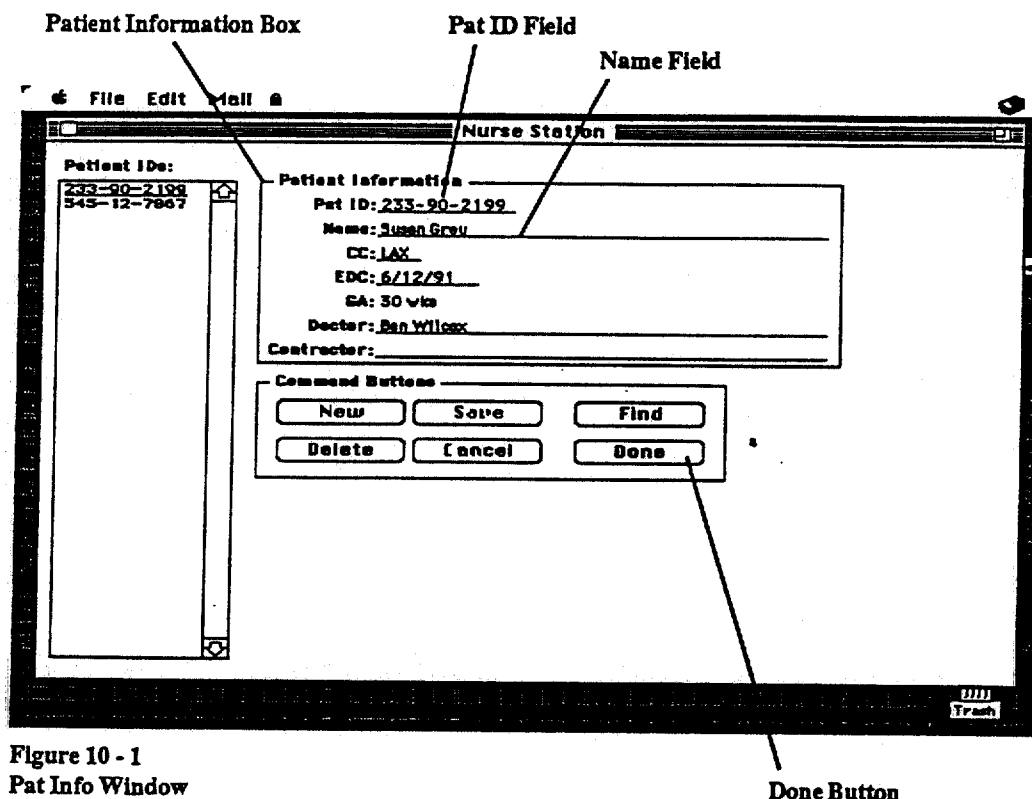 Patient Information Box
Pat ID Field
Name Field
File Edit Mail
Nurse Station
Patient IDs:
233-90-2199
545-12-7867
Patient Information
Pat ID: 233-90-2199
Name: Susan Grey
CC: LAX
EDC: 6/12/91
GA: 30 wks
Doctor: Ben Wilcox
Contractor:
Command Buttons
New Save Find
Delete Cancel Done
Trash
Figure 10 - 1
Pat Info Window
Done Button